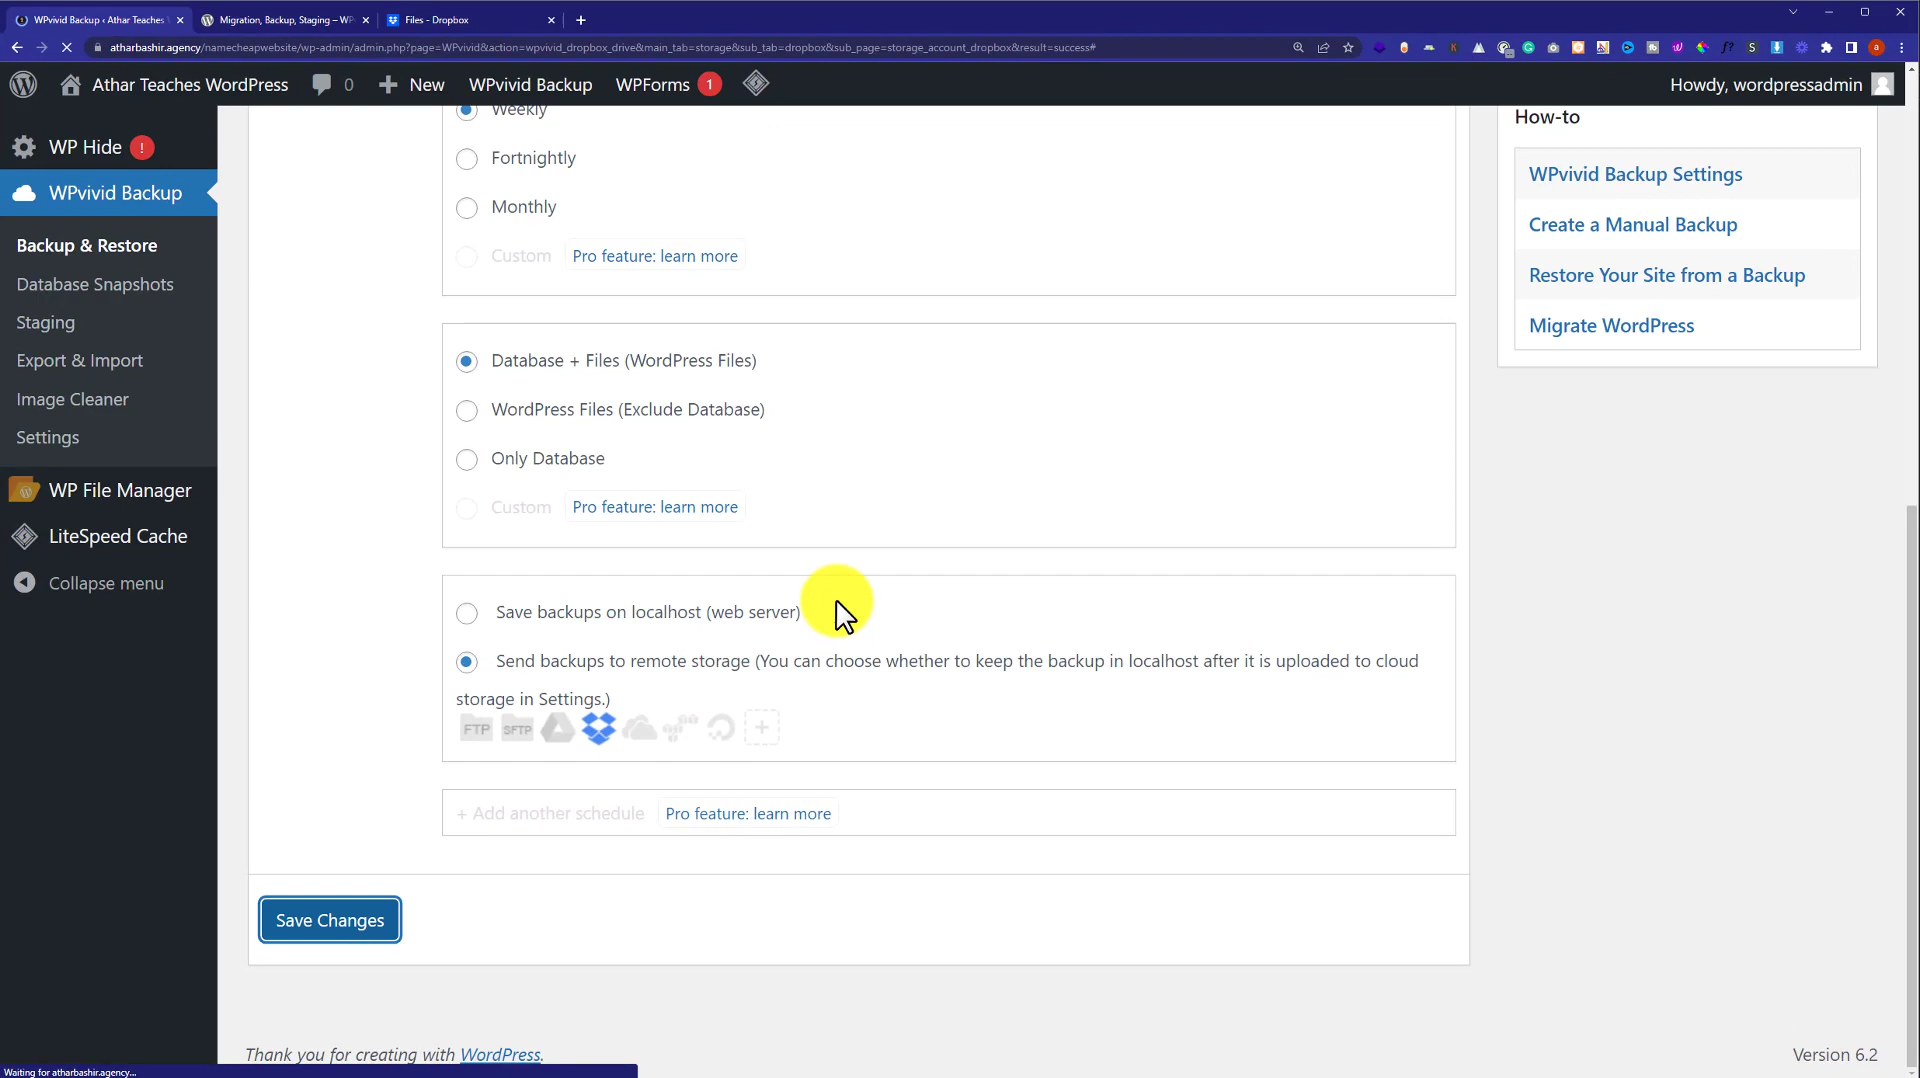 WPvivid Backup ‹ Athar Teaches
Migration, Backup, Staging – WP
Files - Dropbox
atharbashir.agency/namecheapwebsite/wp-admin/admin.php?page=WPvivid&action=wpvivid_dropbox_drive&main_tab=storage&sub_tab=dropbox&sub_page=storage_account_dropbox&result=success#
Athar Teaches WordPress
0
New
WPvivid Backup
WPForms
1
Howdy, wordpressadmin
WP Hide
!
WPvivid Backup
Backup & Restore
Database Snapshots
Staging
Export & Import
Image Cleaner
Settings
WP File Manager
LiteSpeed Cache
Collapse menu
Weekly
Fortnightly
Monthly
Custom
Pro feature: learn more
Database + Files (WordPress Files)
WordPress Files (Exclude Database)
Only Database
Custom
Pro feature: learn more
Save backups on localhost (web server)
Send backups to remote storage (You can choose whether to keep the backup in localhost after it is uploaded to cloud
storage in Settings.)
FTP
SFTP
+ Add another schedule
Pro feature: learn more
Save Changes
How-to
WPvivid Backup Settings
Create a Manual Backup
Restore Your Site from a Backup
Migrate WordPress
Thank you for creating with WordPress.
Version 6.2
Waiting for atharbashir.agency...